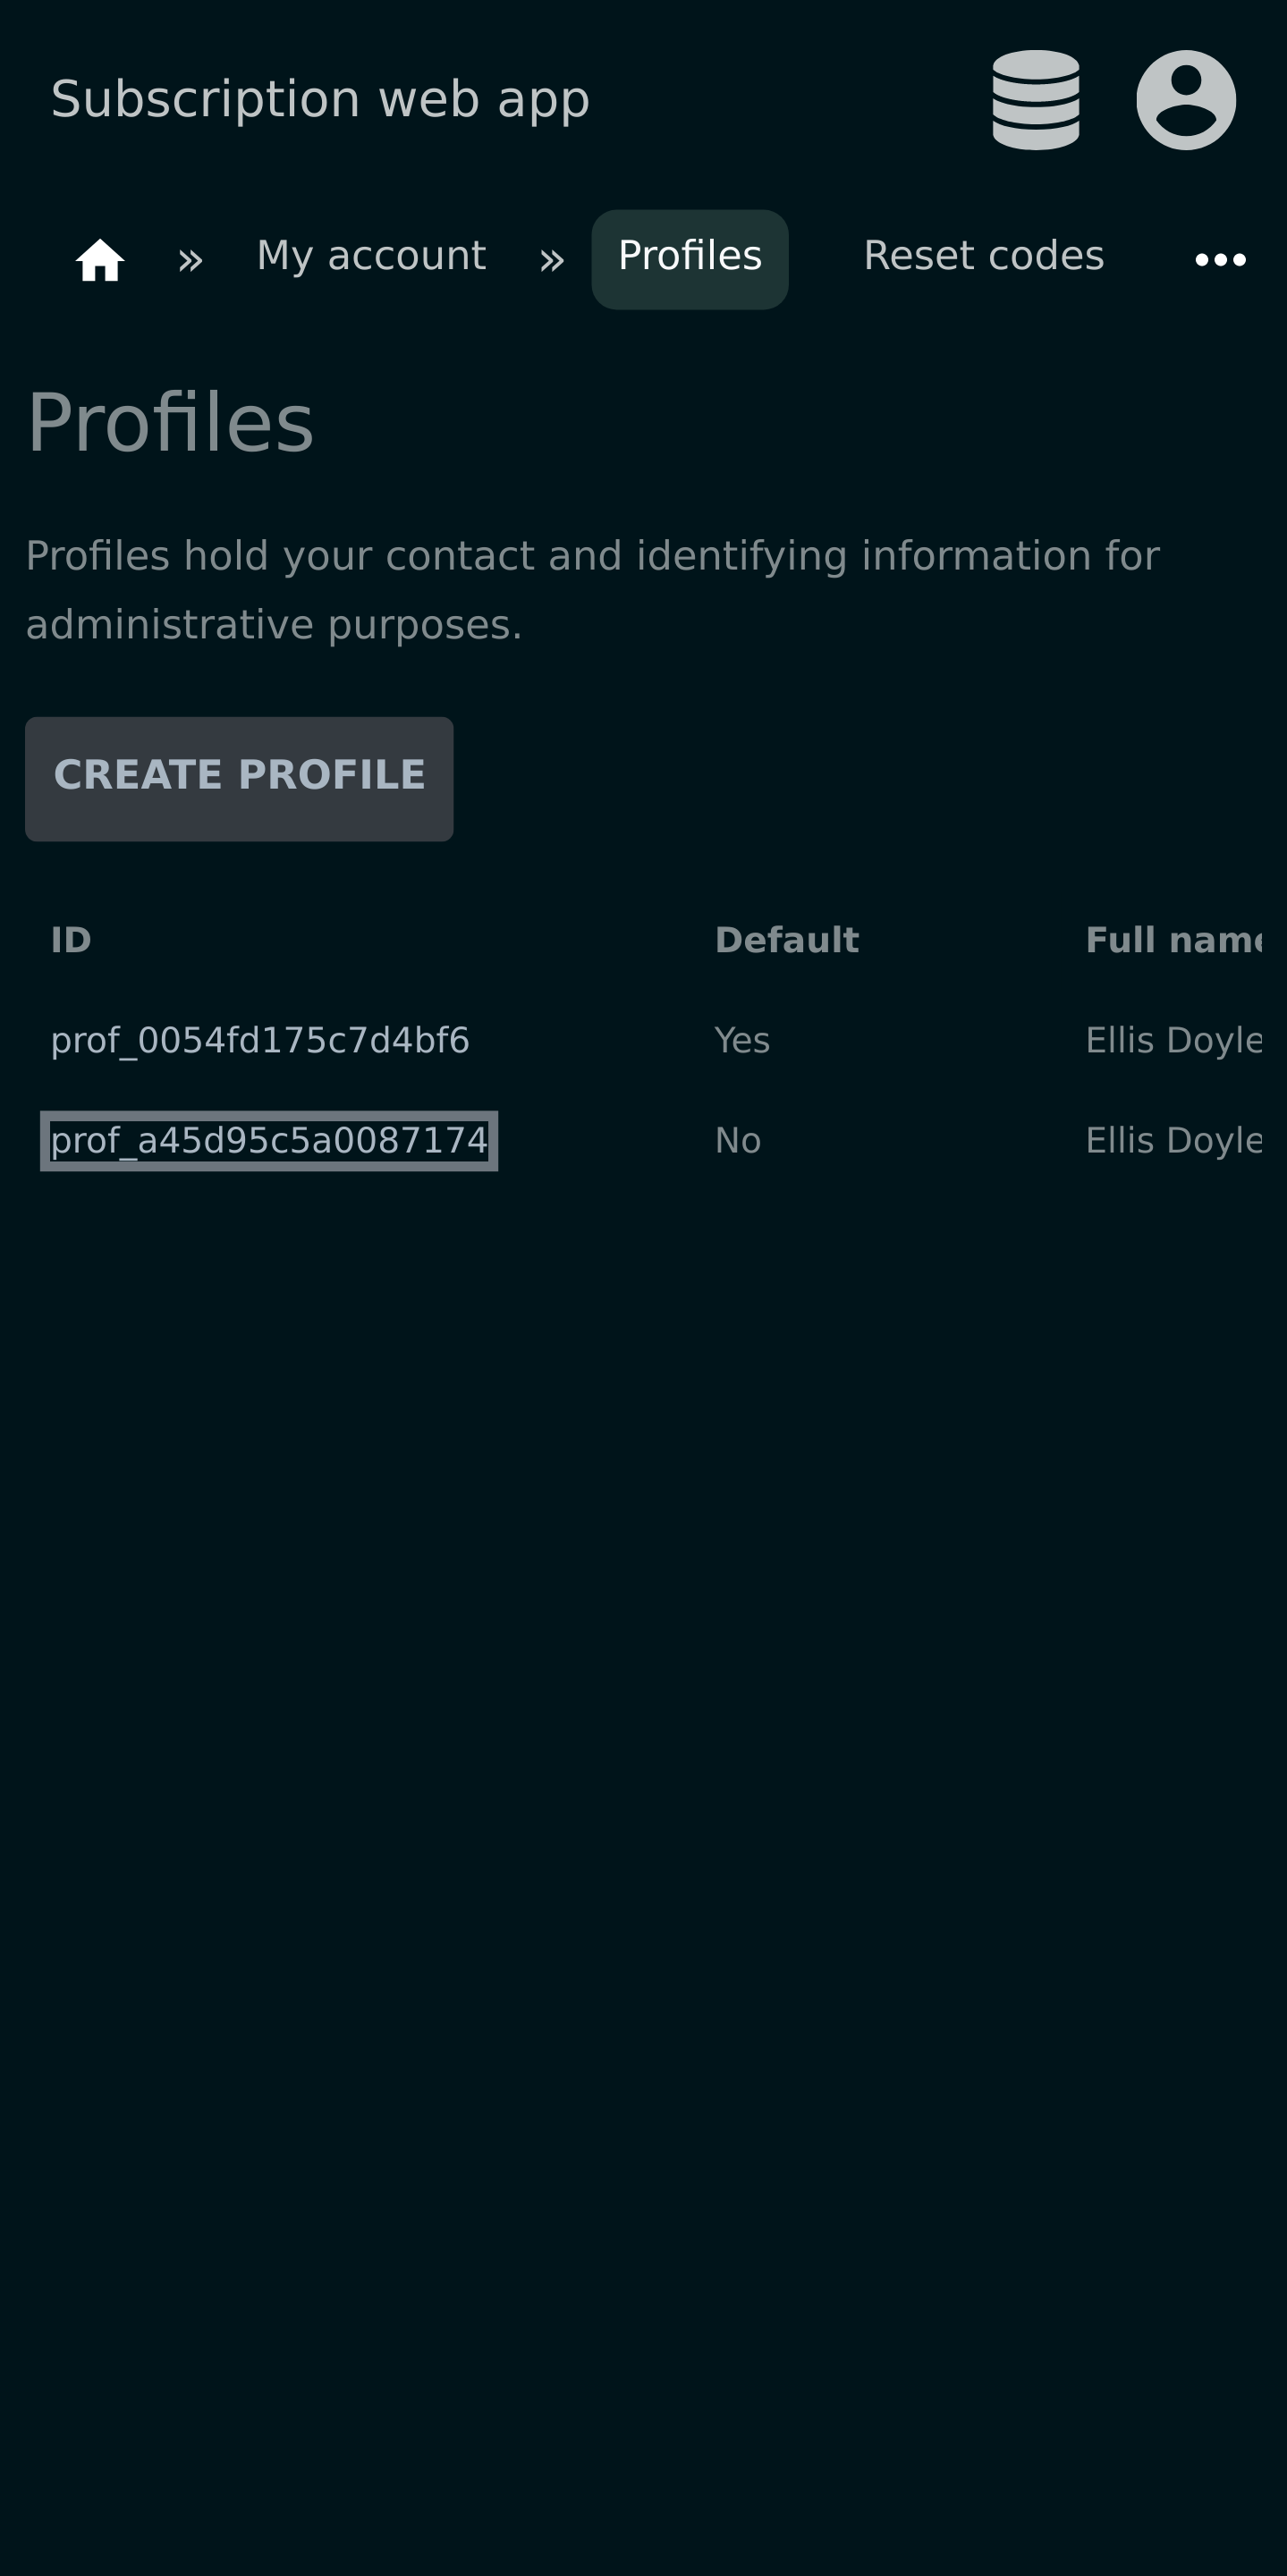 Subscription web app
» My account » Profiles Reset codes
Profiles
Profiles hold your contact and identifying information for
administrative purposes.
CREATE PROFILE
ID Default Full name
prof_0054fd175c7d4bf6 Yes Ellis Doyle
prof_a45d95c5a0087174 No Ellis Doyle